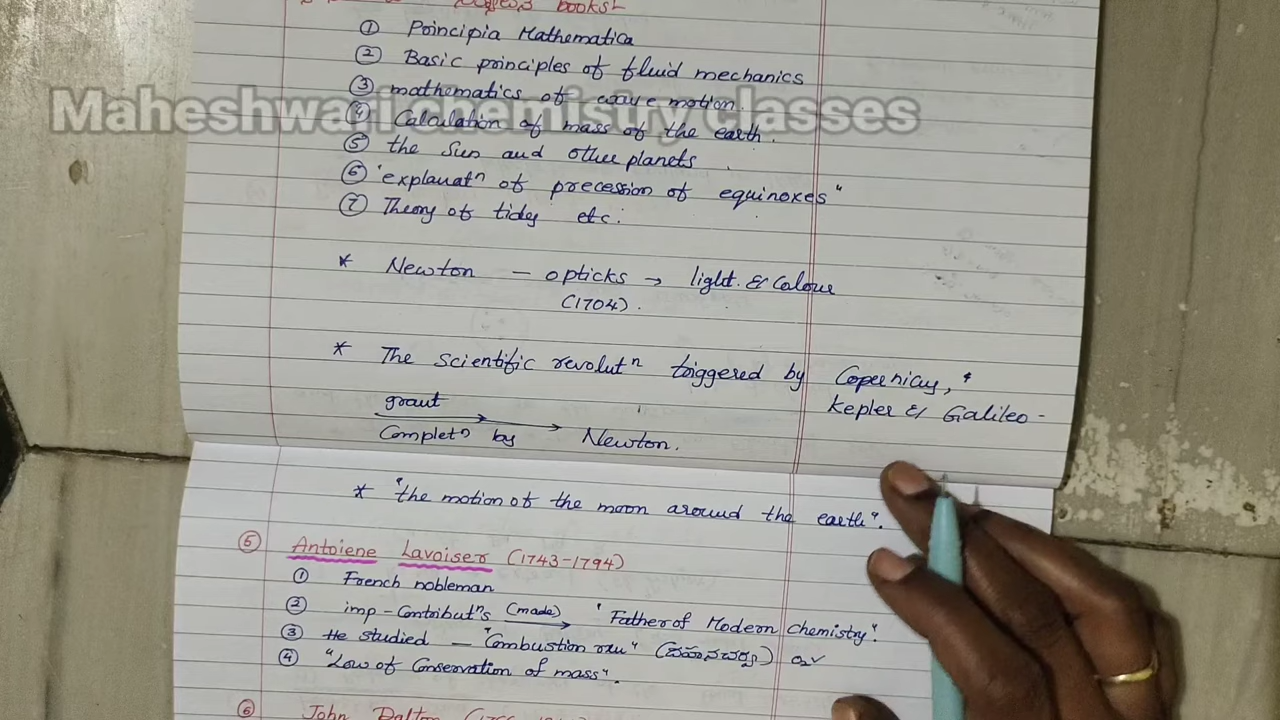 books
① Principia Mathematica
② Basic principles of fluid mechanics
③ mathematics of wave motion.
Maheshwari chemistry classes
④ Calculation of mass of the earth.
⑤ the Sun and other planets
⑥ "explanatⁿ of precession of equinoxes"
⑦ Theory of tides etc.
* Newton – opticks → light & Colour
(1704).
* The scientific revolutⁿ triggered by Copernicus,
Kepler & Galileo -
Completⁿ by → Newton.
* "the motion of the moon around the earth".
⑤ Antoiene Lavoiser (1743-1794)
① French nobleman
② imp-Contributⁿs (made) → "Father of Modern Chemistry".
③ He studied – "Combustion rxn"
④ "Law of Conservation of mass".
⑥ John Dalton